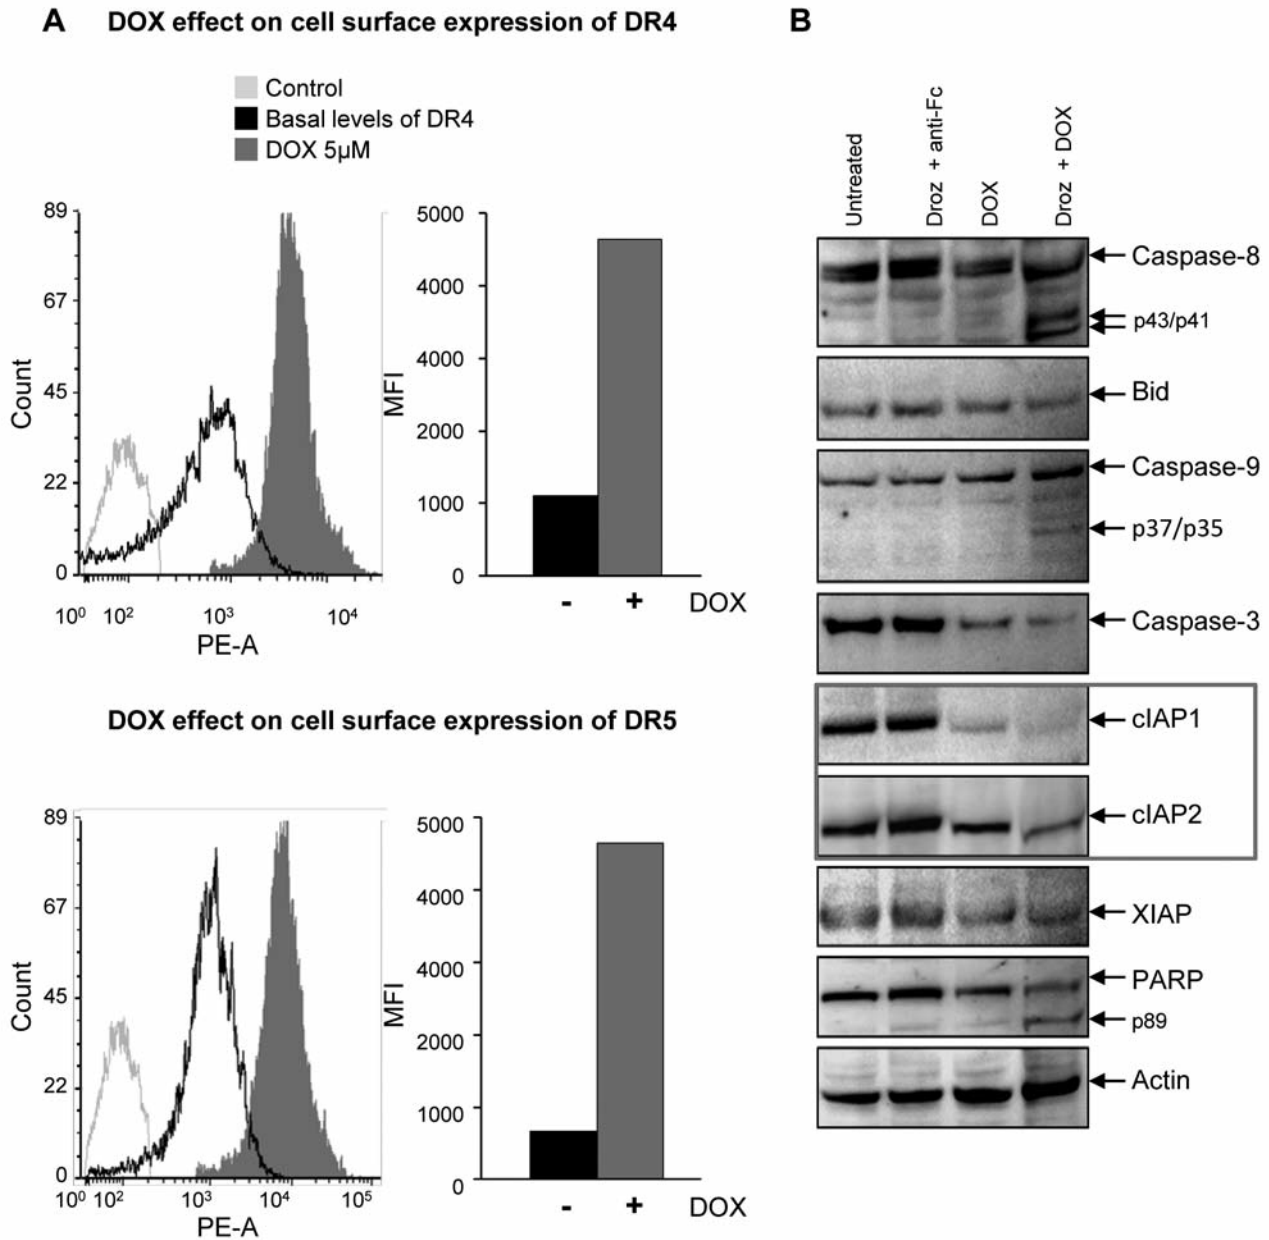 A
DOX effect on cell surface expression of DR4
Control
Basal levels of DR4
DOX 5µM
89
67
45
22
0
Count
10⁰ 10² 10³ 10⁴
PE-A
5000
4000
4000
2000
1000
0
MFI
- + DOX
DOX effect on cell surface expression of DR5
89
67
45
22
0
Count
10⁰ 10² 10³ 10⁴ 10⁵
PE-A
5000
4000
4000
2000
1000
0
MFI
- + DOX
B
Untreated
Droz + anti-Fc
DOX
Droz + DOX
Caspase-8
p43/p41
Bid
Caspase-9
p37/p35
Caspase-3
cIAP1
cIAP2
XIAP
PARP
p89
Actin